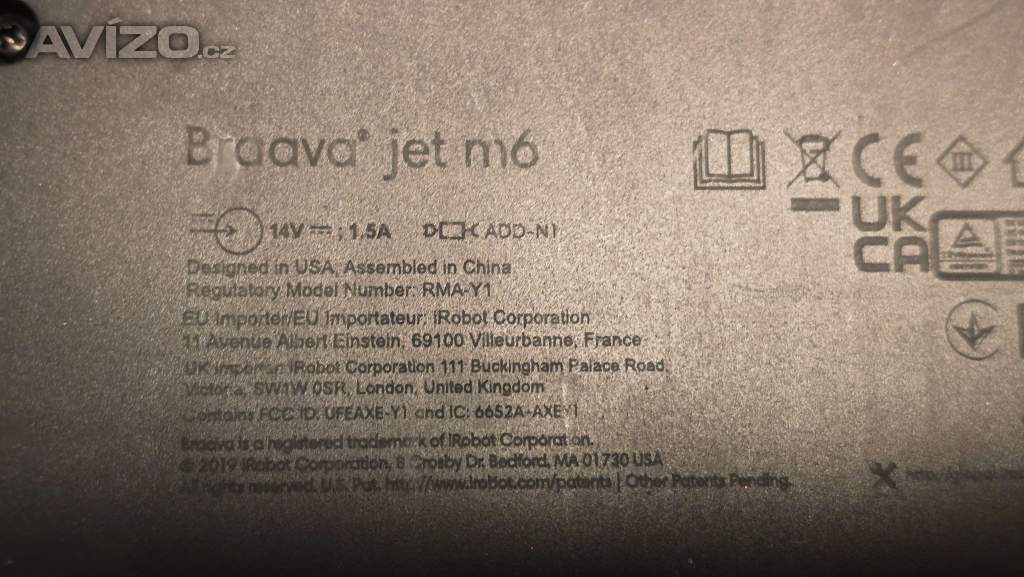 AVÍZO.cz
Braava® jet m6
14V ⎓; 1.5A ADD-N1
Designed in USA, Assembled in China
Regulatory Model Number: RMA-Y1
EU Importer/EU Importateur: iRobot Corporation
11 Avenue Albert Einstein, 69100 Villeurbanne, France
UK Importer: iRobot Corporation 111 Buckingham Palace Road,
Victoria, SW1W 0SR, London, United Kingdom
Contains FCC ID: UFEAXE-Y1 and IC: 6652A-AXEY1
Braava is a registered trademark of iRobot Corporation.
© 2019 iRobot Corporation, 8 Crosby Dr. Bedford, MA 01730 USA
All rights reserved. U.S. Pat. http://www.irobot.com/patents | Other Patents Pending.
CE
III
UK
CA